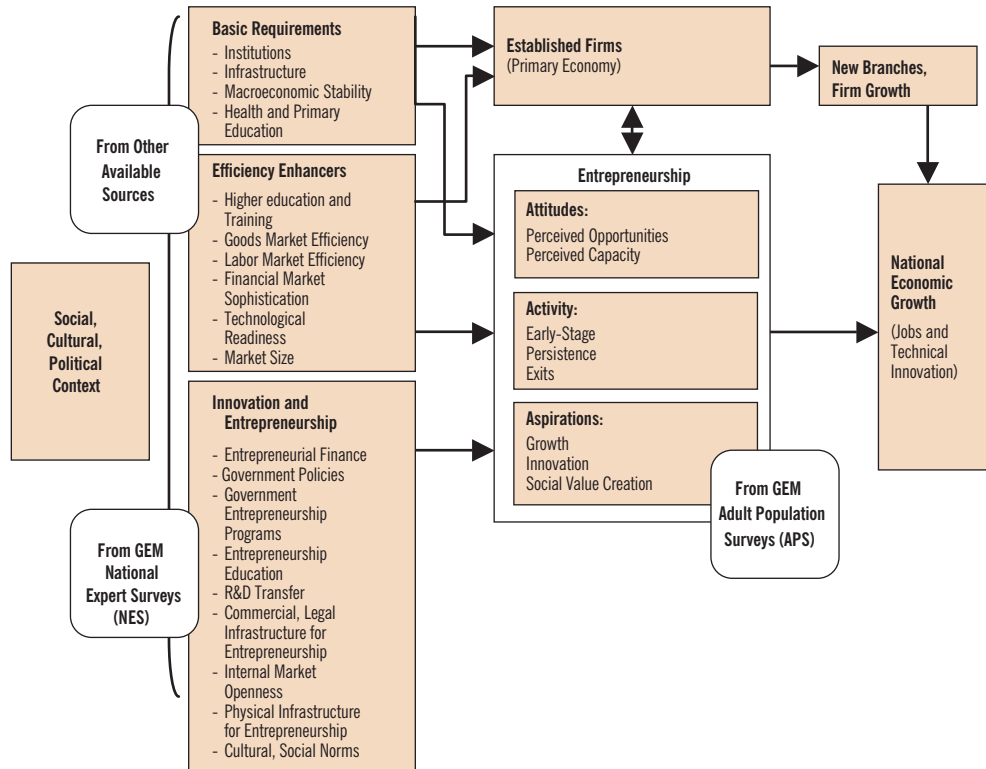 Social,
Cultural,
Political
Context
From Other
Available
Sources
From GEM
National
Expert Surveys
(NES)
Basic Requirements
- Institutions
- Infrastructure
- Macroeconomic Stability
- Health and Primary
Education
Efficiency Enhancers
- Higher education and
Training
- Goods Market Efficiency
- Labor Market Efficiency
- Financial Market
Sophistication
- Technological
Readiness
- Market Size
Innovation and
Entrepreneurship
- Entrepreneurial Finance
- Government Policies
- Government
Entrepreneurship
Programs
- Entrepreneurship
Education
- R&D Transfer
- Commercial, Legal
Infrastructure for
Entrepreneurship
- Internal Market
Openness
- Physical Infrastructure
for Entrepreneurship
- Cultural, Social Norms
Established Firms
(Primary Economy)
Entrepreneurship
Attitudes:
Perceived Opportunities
Perceived Capacity
Activity:
Early-Stage
Persistence
Exits
Aspirations:
Growth
Innovation
Social Value Creation
From GEM
Adult Population
Surveys (APS)
New Branches,
Firm Growth
National
Economic
Growth
(Jobs and
Technical
Innovation)